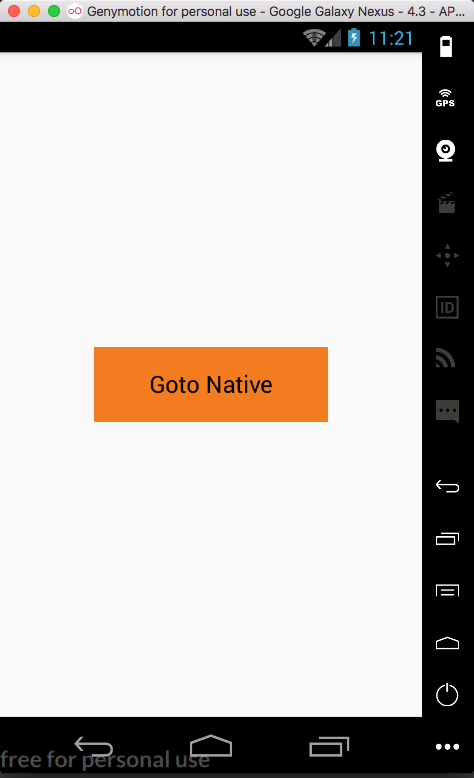 Genymotion for personal use - Google Galaxy Nexus - 4.3 - AP...
11:21
GPS
Goto Native
ID
free for personal use